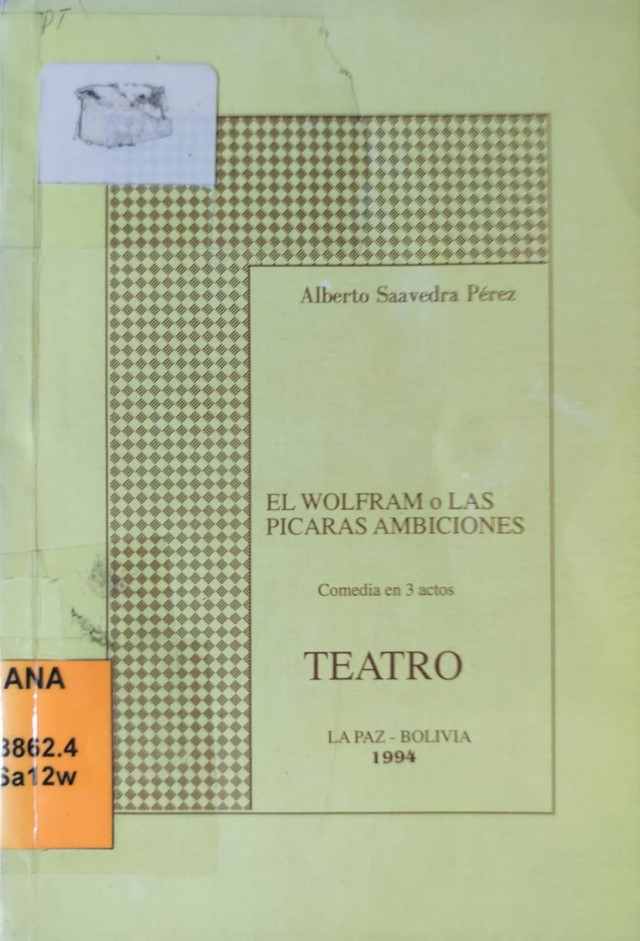 PT
Alberto Saavedra Pérez
EL WOLFRAM o LAS
PICARAS AMBICIONES
Comedia en 3 actos
TEATRO
LA PAZ - BOLIVIA
1994
ANA
3862.4
Sa12w